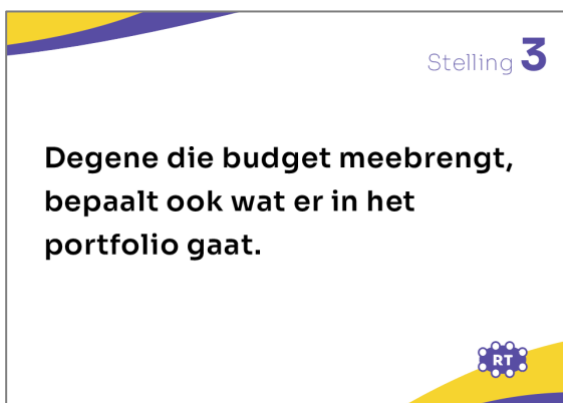 Stelling 3
Degene die budget meebrengt,
bepaalt ook wat er in het
portfolio gaat.
RT